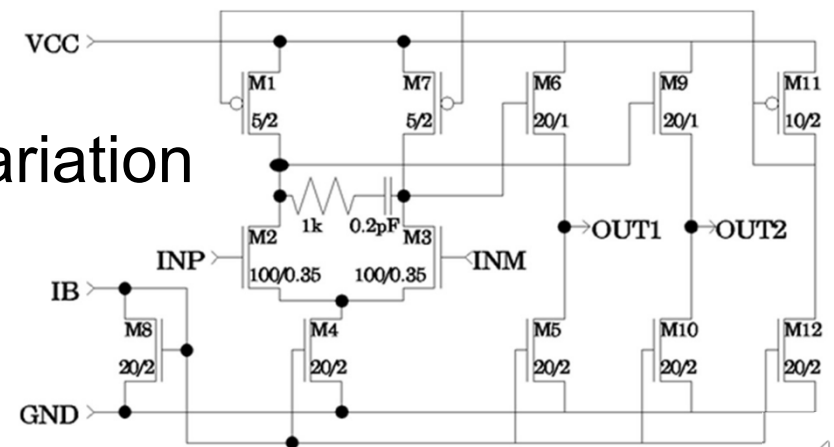 VCC
M1
M7
M6
M9
M11
5/2
5/2
20/1
20/1
10/2
ariation
1k
0.2pF
OUT1
OUT2
INP
M2
M3
INM
100/0.35
100/0.35
IB
M8
M4
M5
M10
M12
20/2
20/2
20/2
20/2
20/2
GND